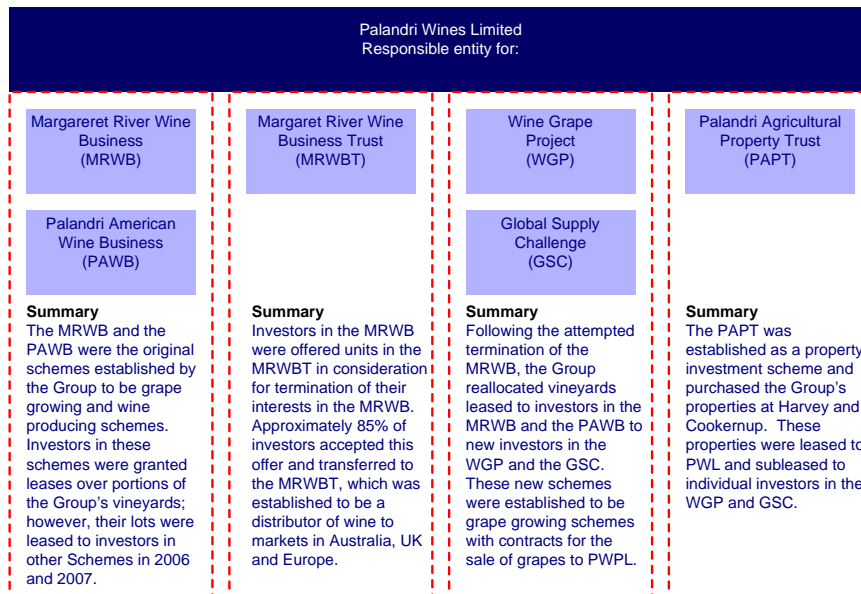 Palandri Wines Limited
Responsible entity for:
Margareret River Wine
Business
(MRWB)
Palandri American
Wine Business
(PAWB)
Summary
The MRWB and the
PAWB were the original
schemes established by
the Group to be grape
growing and wine
producing schemes.
Investors in these
schemes were granted
leases over portions of
the Group's vineyards;
however, their lots were
leased to investors in
other Schemes in 2006
and 2007.
Margaret River Wine
Business Trust
(MRWBT)
Summary
Investors in the MRWB
were offered units in the
MRWBT in consideration
for termination of their
interests in the MRWB.
Approximately 85% of
investors accepted this
offer and transferred to
the MRWBT, which was
established to be a
distributor of wine to
markets in Australia, UK
and Europe.
Wine Grape
Project
(WGP)
Global Supply
Challenge
(GSC)
Summary
Following the attempted
termination of the
MRWB, the Group
reallocated vineyards
leased to investors in the
MRWB and the PAWB to
new investors in the
WGP and the GSC.
These new schemes
were established to be
grape growing schemes
with contracts for the
sale of grapes to PWPL.
Palandri Agricultural
Property Trust
(PAPT)
Summary
The PAPT was
established as a property
investment scheme and
purchased the Group's
properties at Harvey and
Cookernup.  These
properties were leased to
PWL and subleased to
individual investors in the
WGP and GSC.